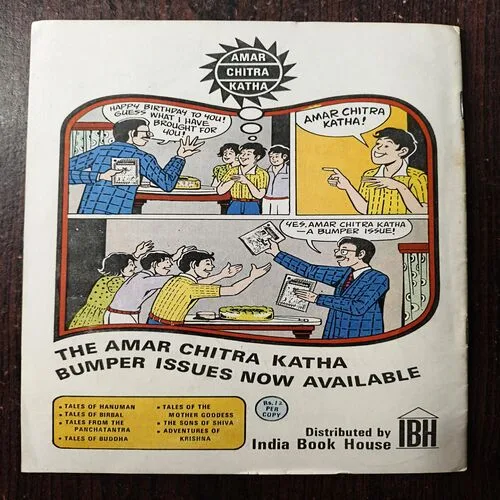 AMAR
CHITRA
KATHA
HAPPY BIRTHDAY TO YOU!
GUESS WHAT I HAVE
BROUGHT FOR
YOU!
AMAR CHITRA
KATHA!
YES, AMAR CHITRA KATHA
—A BUMPER ISSUE!
THE AMAR CHITRA KATHA
BUMPER ISSUES NOW AVAILABLE
• TALES OF HANUMAN
• TALES OF BIRBAL
• TALES FROM THE
PANCHATANTRA
• TALES OF BUDDHA
• TALES OF THE
MOTHER GODDESS
• THE SONS OF SHIVA
• ADVENTURES OF
KRISHNA
Rs. 12
PER
COPY
Distributed by
India Book House
IBH